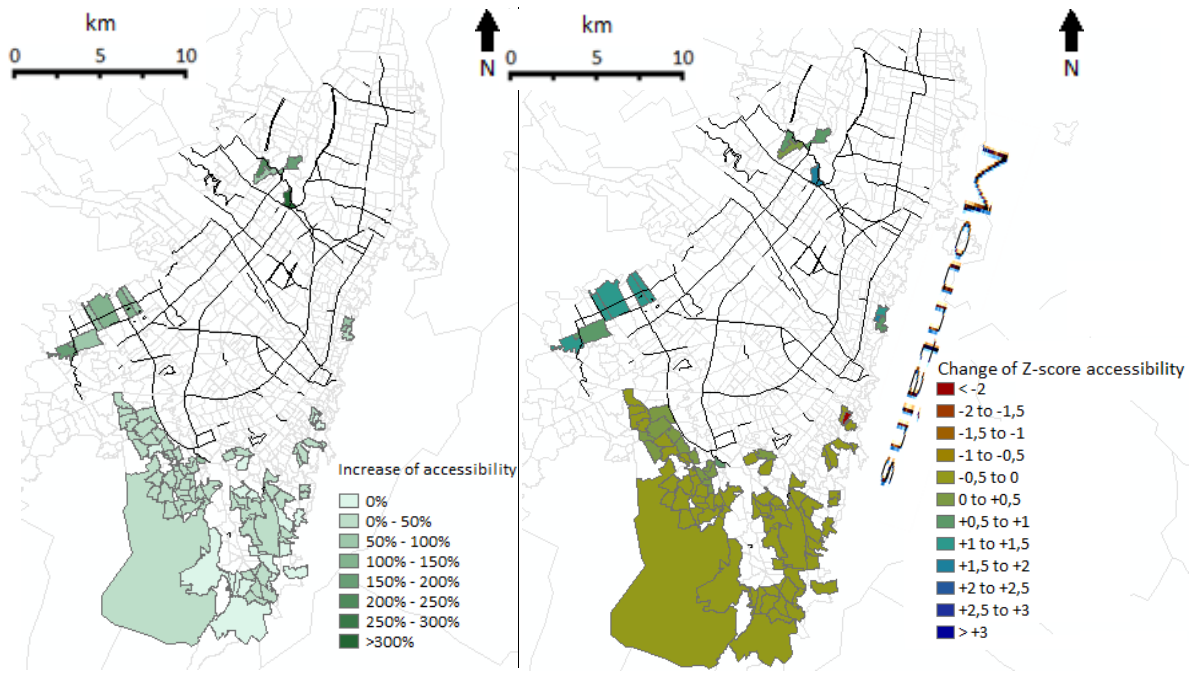 km
0 5 10
N
Increase of accessibility
0%
0% - 50%
50% - 100%
100% - 150%
150% - 200%
200% - 250%
250% - 300%
>300%
km
0 5 10
N
Mountains
Change of Z-score accessibility
< -2
-2 to -1,5
-1,5 to -1
-1 to -0,5
-0,5 to 0
0 to +0,5
+0,5 to +1
+1 to +1,5
+1,5 to +2
+2 to +2,5
+2,5 to +3
> +3